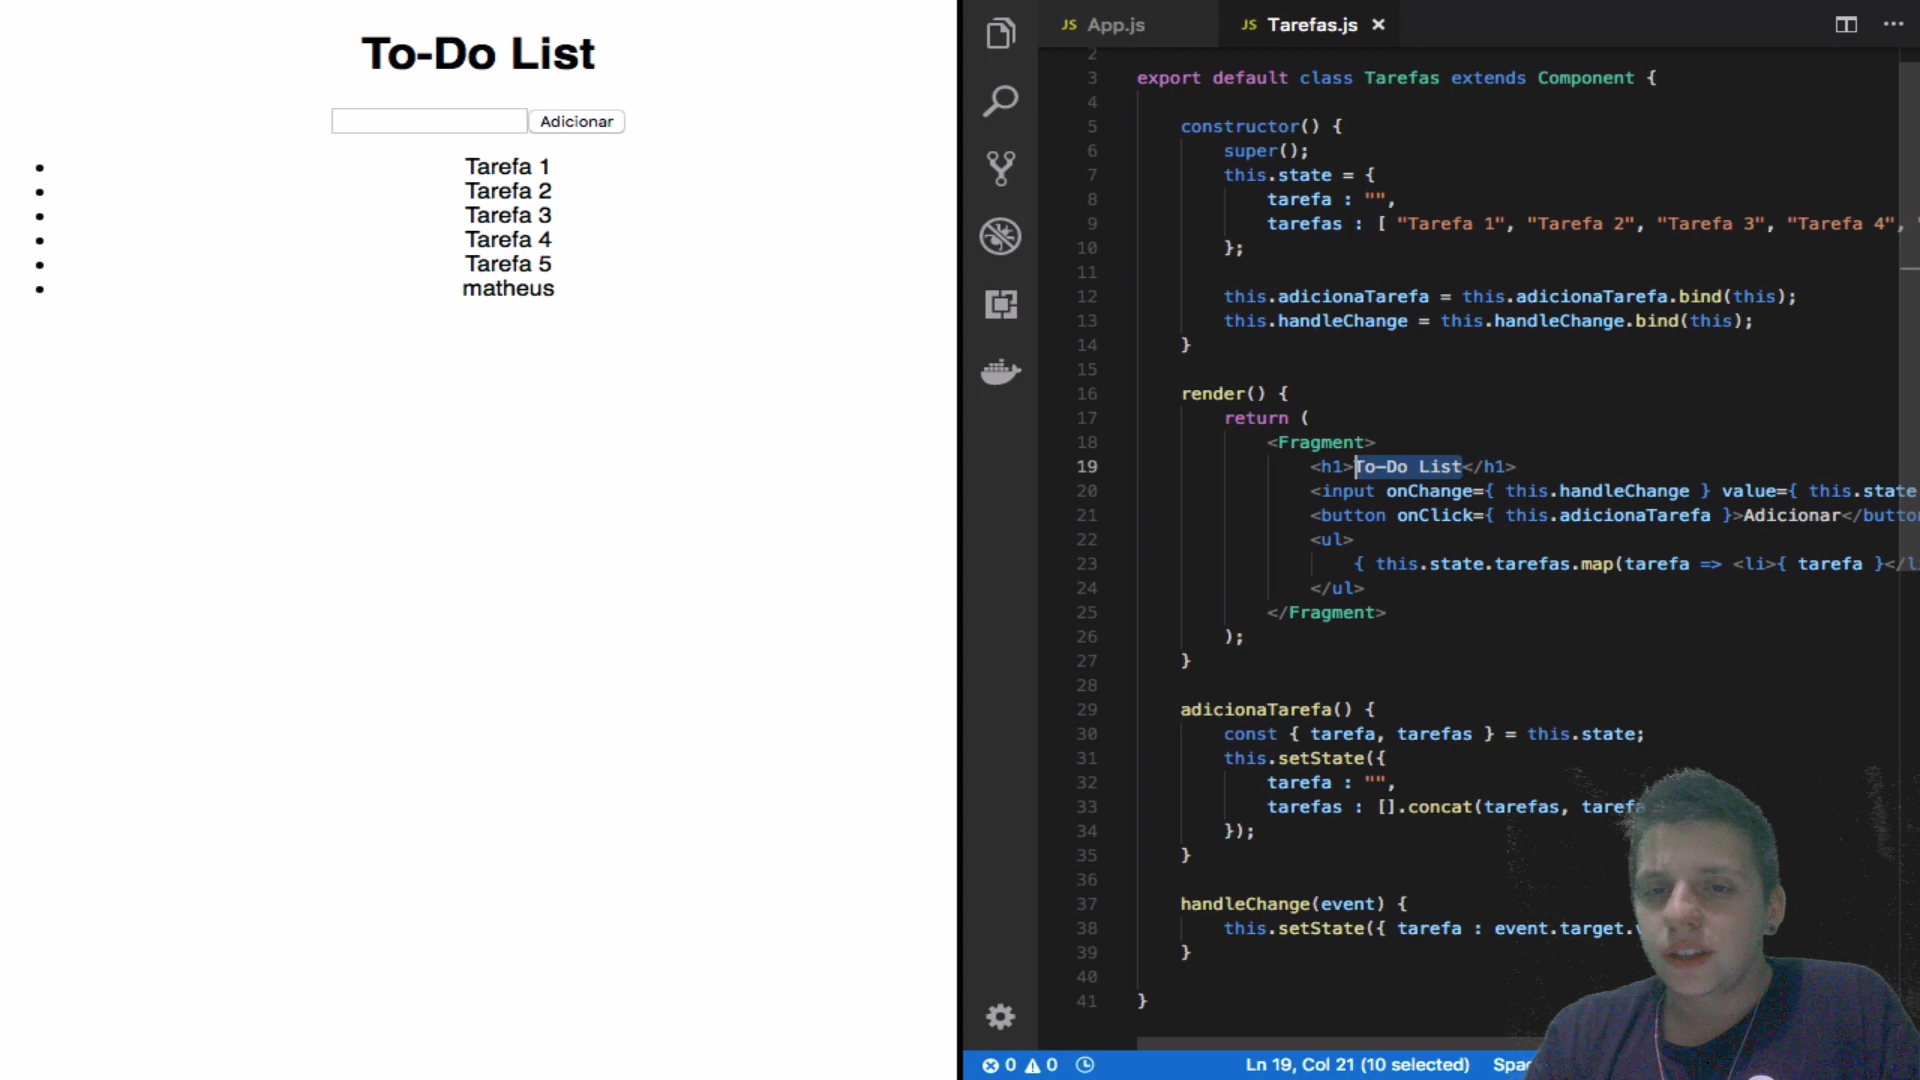 To-Do List
Adicionar
Tarefa 1
Tarefa 2
Tarefa 3
Tarefa 4
Tarefa 5
matheus
JS App.js
JS Tarefas.js ×
2
3 export default class Tarefas extends Component {
4
5 constructor() {
6 super();
7 this.state = {
8 tarefa : "",
9 tarefas : [ "Tarefa 1", "Tarefa 2", "Tarefa 3", "Tarefa 4", "
10 };
11
12 this.adicionaTarefa = this.adicionaTarefa.bind(this);
13 this.handleChange = this.handleChange.bind(this);
14 }
15
16 render() {
17 return (
18 <Fragment>
19 <h1>To-Do List</h1>
20 <input onChange={ this.handleChange } value={ this.state
21 <button onClick={ this.adicionaTarefa }>Adicionar</butto
22 <ul>
23 { this.state.tarefas.map(tarefa => <li>{ tarefa }</l
24 </ul>
25 </Fragment>
26 );
27 }
28
29 adicionaTarefa() {
30 const { tarefa, tarefas } = this.state;
31 this.setState({
32 tarefa : "",
33 tarefas : [].concat(tarefas, tarefa
34 });
35 }
36
37 handleChange(event) {
38 this.setState({ tarefa : event.target.
39 }
40
41 }
0 0
Ln 19, Col 21 (10 selected)